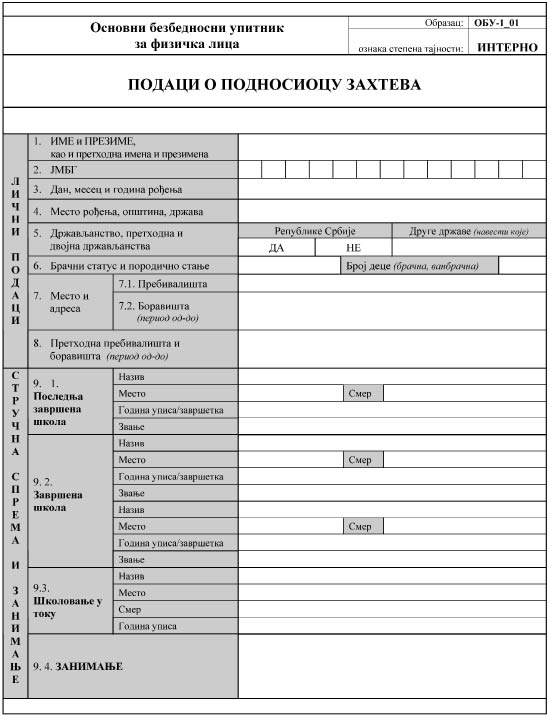 Основни безбедносни упитник
за физичка лица
Образац: ОБУ-1_01
ознака степена тајности: ИНТЕРНО
ПОДАЦИ О ПОДНОСИОЦУ ЗАХТЕВА
ЛИЧНИ ПОДАЦИ
1. ИМЕ и ПРЕЗИМЕ,
као и претходна имена и презимена
2. ЈМБГ
3. Дан, месец и година рођења
4. Место рођења, општина, држава
5. Држављанство, претходна и
двојна држављанства
Републике Србије
Друге државе (навести које)
ДА
НЕ
6. Брачни статус и породично стање
Број деце (брачна, ванбрачна)
7. Место и
адреса
7.1. Пребивалишта
7.2. Боравишта
(период од-до)
8. Претходна пребивалишта и
боравишта (период од-до)
СТРУЧНА СПРЕМА И ЗАНИМАЊЕ
9. 1.
Последња
завршена
школа
Назив
Место
Смер
Година уписа/завршетка
Звање
9. 2.
Завршена
школа
Назив
Место
Смер
Година уписа/завршетка
Звање
Назив
Место
Смер
Година уписа/завршетка
Звање
9.3.
Школовање у
току
Назив
Место
Смер
Година уписа
9. 4. ЗАНИМАЊЕ